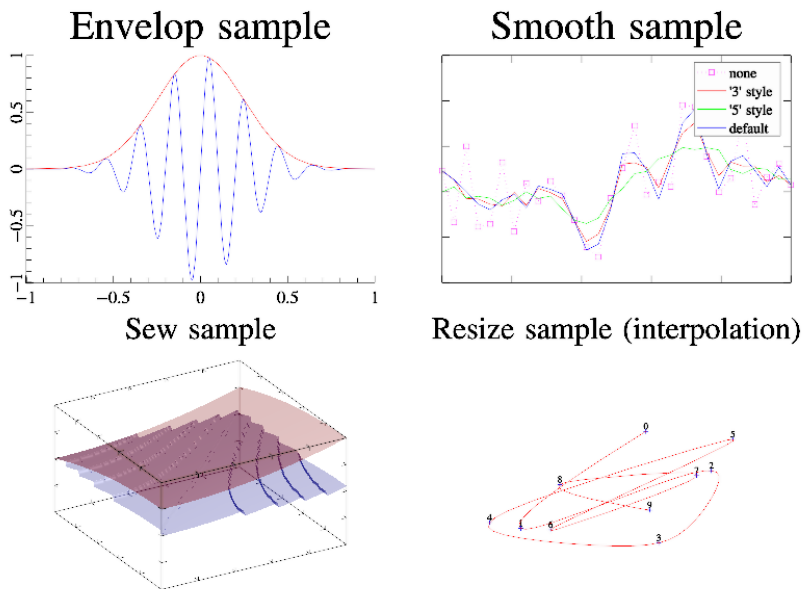 Envelop sample
Smooth sample
1
0.5
0
−0.5
−1
−1
−0.5
0
0.5
1
none
'3' style
'5' style
default
Sew sample
Resize sample (interpolation)
0
5
2
7
8
9
4
1
6
3